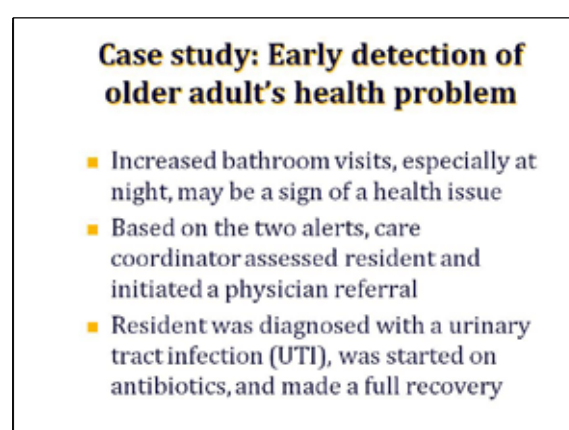 Case study: Early detection of
older adult's health problem
Increased bathroom visits, especially at
night, may be a sign of a health issue
Based on the two alerts, care
coordinator assessed resident and
initiated a physician referral
Resident was diagnosed with a urinary
tract infection (UTI), was started on
antibiotics, and made a full recovery